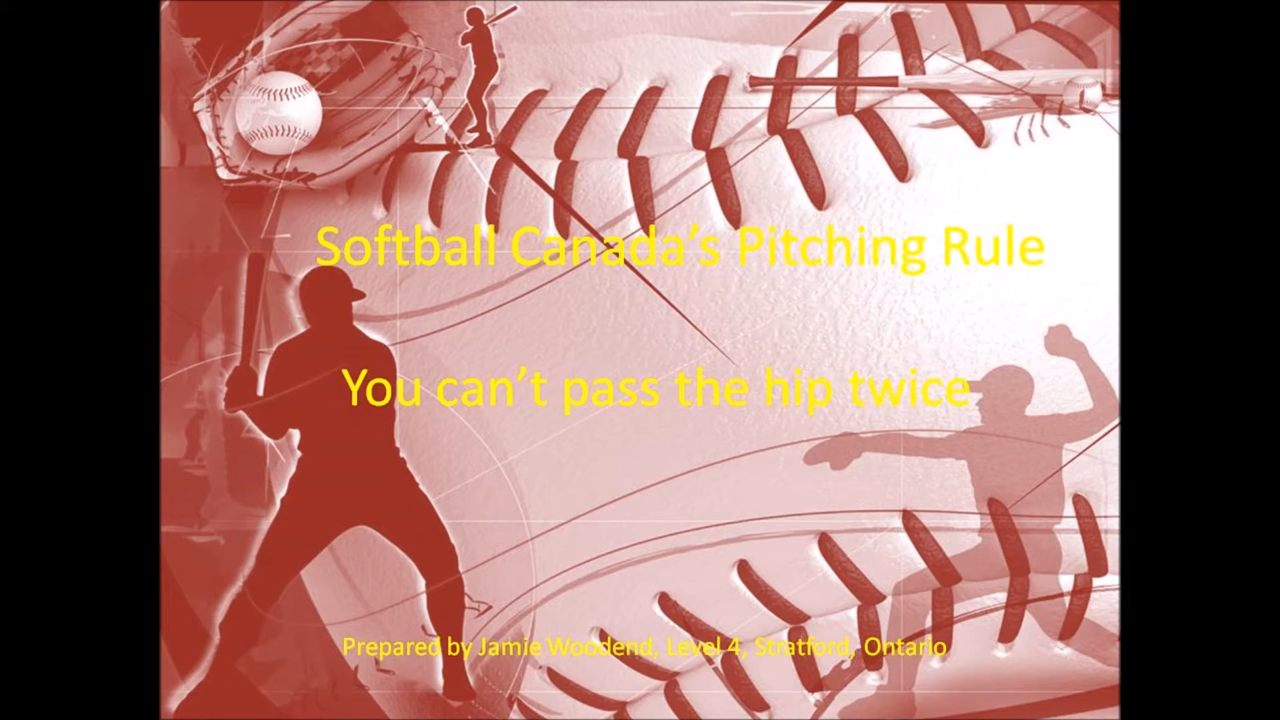 Softball Canada's Pitching Rule
You can't pass the hip twice
Prepared by Jamie Woodend, Level 4, Stratford, Ontario